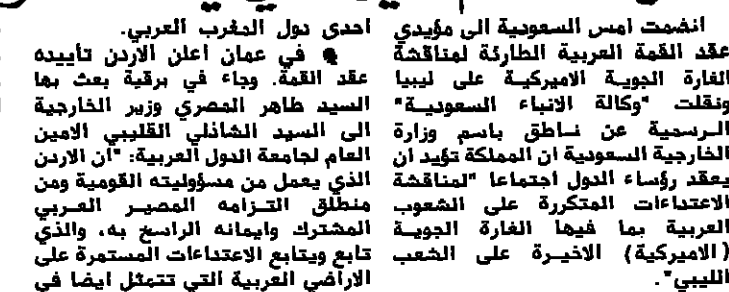 انضمت امس السعودية الى مؤيدي
عقد القمة العربية الطارئة لمناقشة
الغارة الجوية الاميركية على ليبيا
ونقلت "وكالة الانباء السعودية"
الرسمية عن ناطق باسم وزارة
الخارجية السعودية ان المملكة تؤيد ان
يعقد رؤساء الدول اجتماعا "لمناقشة
الاعتداءات المتكررة على الشعوب
العربية بما فيها الغارة الجوية
(الاميركية) الاخيرة على الشعب
الليبي".
احدى دول المغرب العربي.
● في عمان اعلن الاردن تأييده
عقد القمة. وجاء في برقية بعث بها
السيد طاهر المصري وزير الخارجية
الى السيد الشاذلي القليبي الامين
العام لجامعة الدول العربية: "ان الاردن
الذي يعمل من مسؤوليته القومية ومن
منطلق التزامه المصير العربي
المشترك وايمانه الراسخ به، والذي
تابع ويتابع الاعتداءات المستمرة على
الاراضي العربية التي تتمثل ايضا في